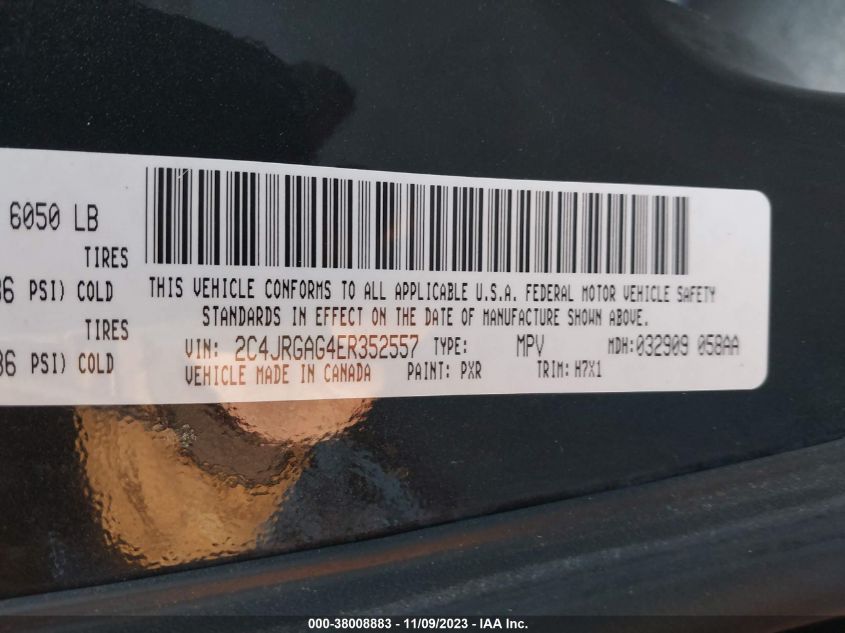 6050 LB
TIRES
36 PSI) COLD
TIRES
36 PSI) COLD
THIS VEHICLE CONFORMS TO ALL APPLICABLE U.S.A. FEDERAL MOTOR VEHICLE SAFETY
STANDARDS IN EFFECT ON THE DATE OF MANUFACTURE SHOWN ABOVE.
VIN: 2C4JRGAG4ER352557 TYPE: MPV MDH:032909 058AA
VEHICLE MADE IN CANADA PAINT: PXR TRIM: H7X1
000-38008883 - 11/09/2023 - IAA Inc.